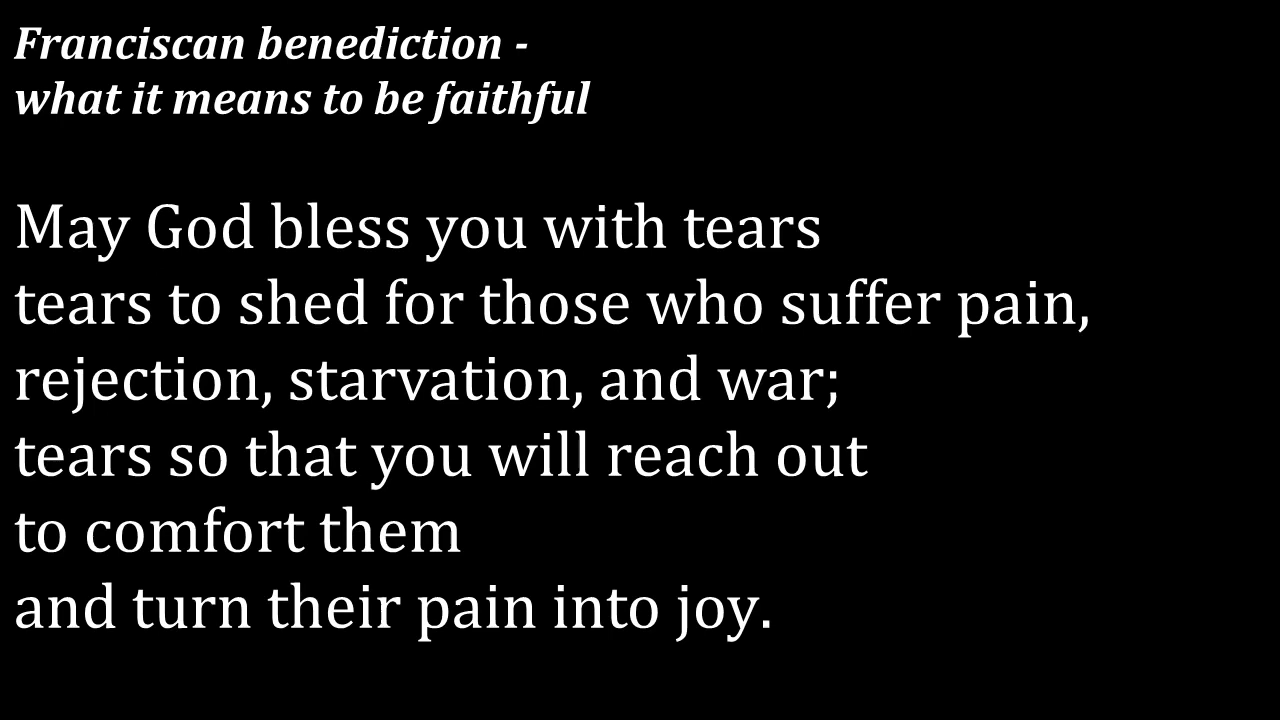 Franciscan benediction -
what it means to be faithful
May God bless you with tears
tears to shed for those who suffer pain,
rejection, starvation, and war;
tears so that you will reach out
to comfort them
and turn their pain into joy.